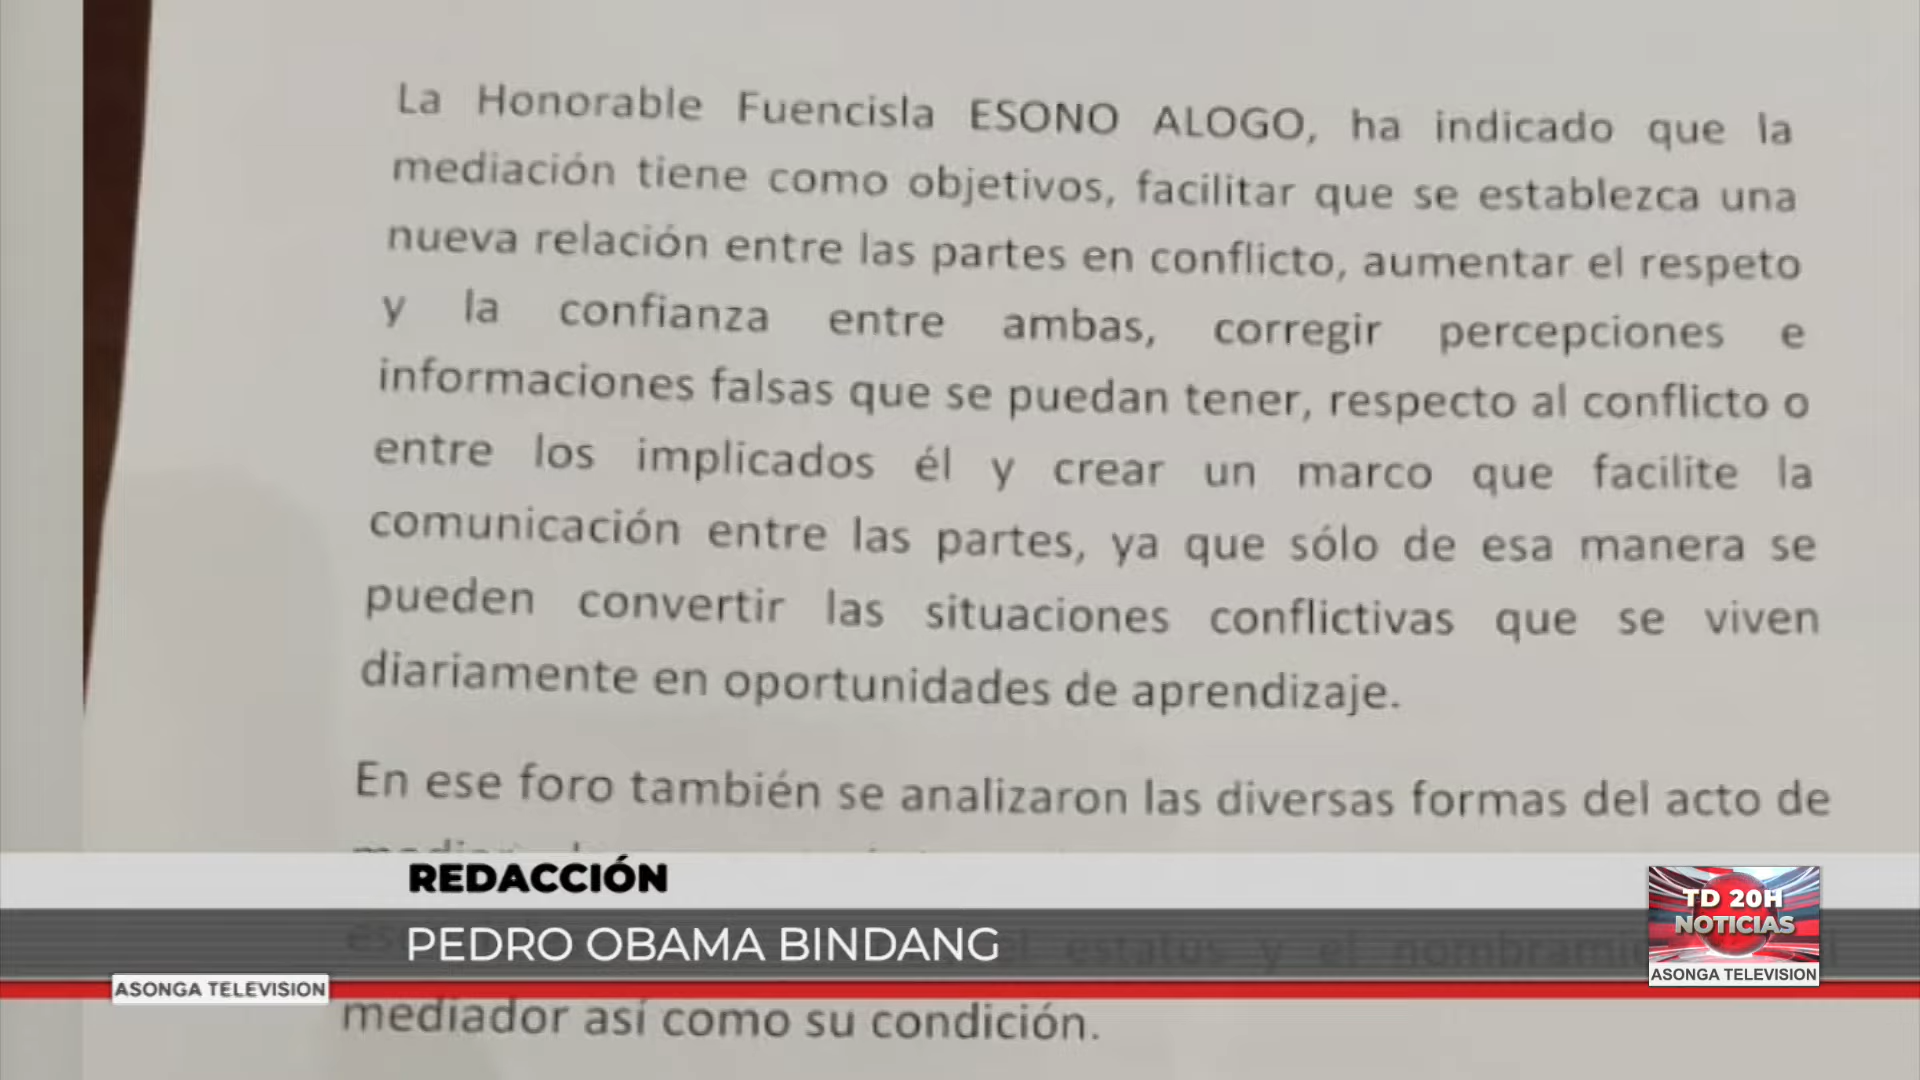 La Honorable Fuencisla ESONO ALOGO, ha indicado que la
mediación tiene como objetivos, facilitar que se establezca una
nueva relación entre las partes en conflicto, aumentar el respeto
y la confianza entre ambas, corregir percepciones e
informaciones falsas que se puedan tener, respecto al conflicto o
entre los implicados él y crear un marco que facilite la
comunicación entre las partes, ya que sólo de esa manera se
pueden convertir las situaciones conflictivas que se viven
diariamente en oportunidades de aprendizaje.
En ese foro también se analizaron las diversas formas del acto de
REDACCIÓN
PEDRO OBAMA BINDANG
estatus y el
TD 20H
NOTICIAS
ASONGA TELEVISION
ASONGA TELEVISION
mediador así como su condición.